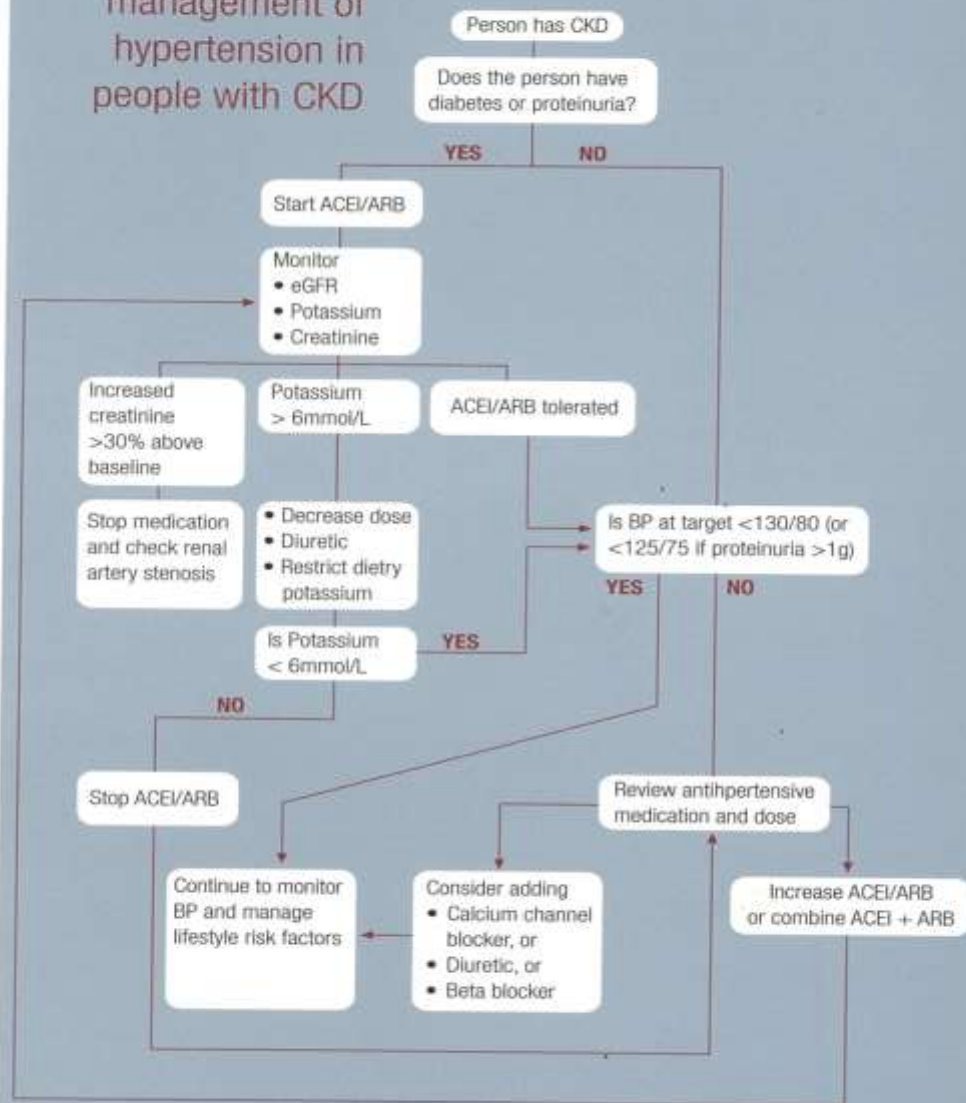 management of
hypertension in
people with CKD
Person has CKD
Does the person have
diabetes or proteinuria?
YES
NO
Start ACEI/ARB
Monitor
• eGFR
• Potassium
• Creatinine
Increased
creatinine
>30% above
baseline
Potassium
> 6mmol/L
ACEI/ARB tolerated
Stop medication
and check renal
artery stenosis
• Decrease dose
• Diuretic
• Restrict dietry
potassium
Is BP at target <130/80 (or
<125/75 if proteinuria >1g)
YES
NO
Is Potassium
< 6mmol/L
YES
NO
Stop ACEI/ARB
Review antihpertensive
medication and dose
Continue to monitor
BP and manage
lifestyle risk factors
Consider adding
• Calcium channel
blocker, or
• Diuretic, or
• Beta blocker
Increase ACEI/ARB
or combine ACEI + ARB